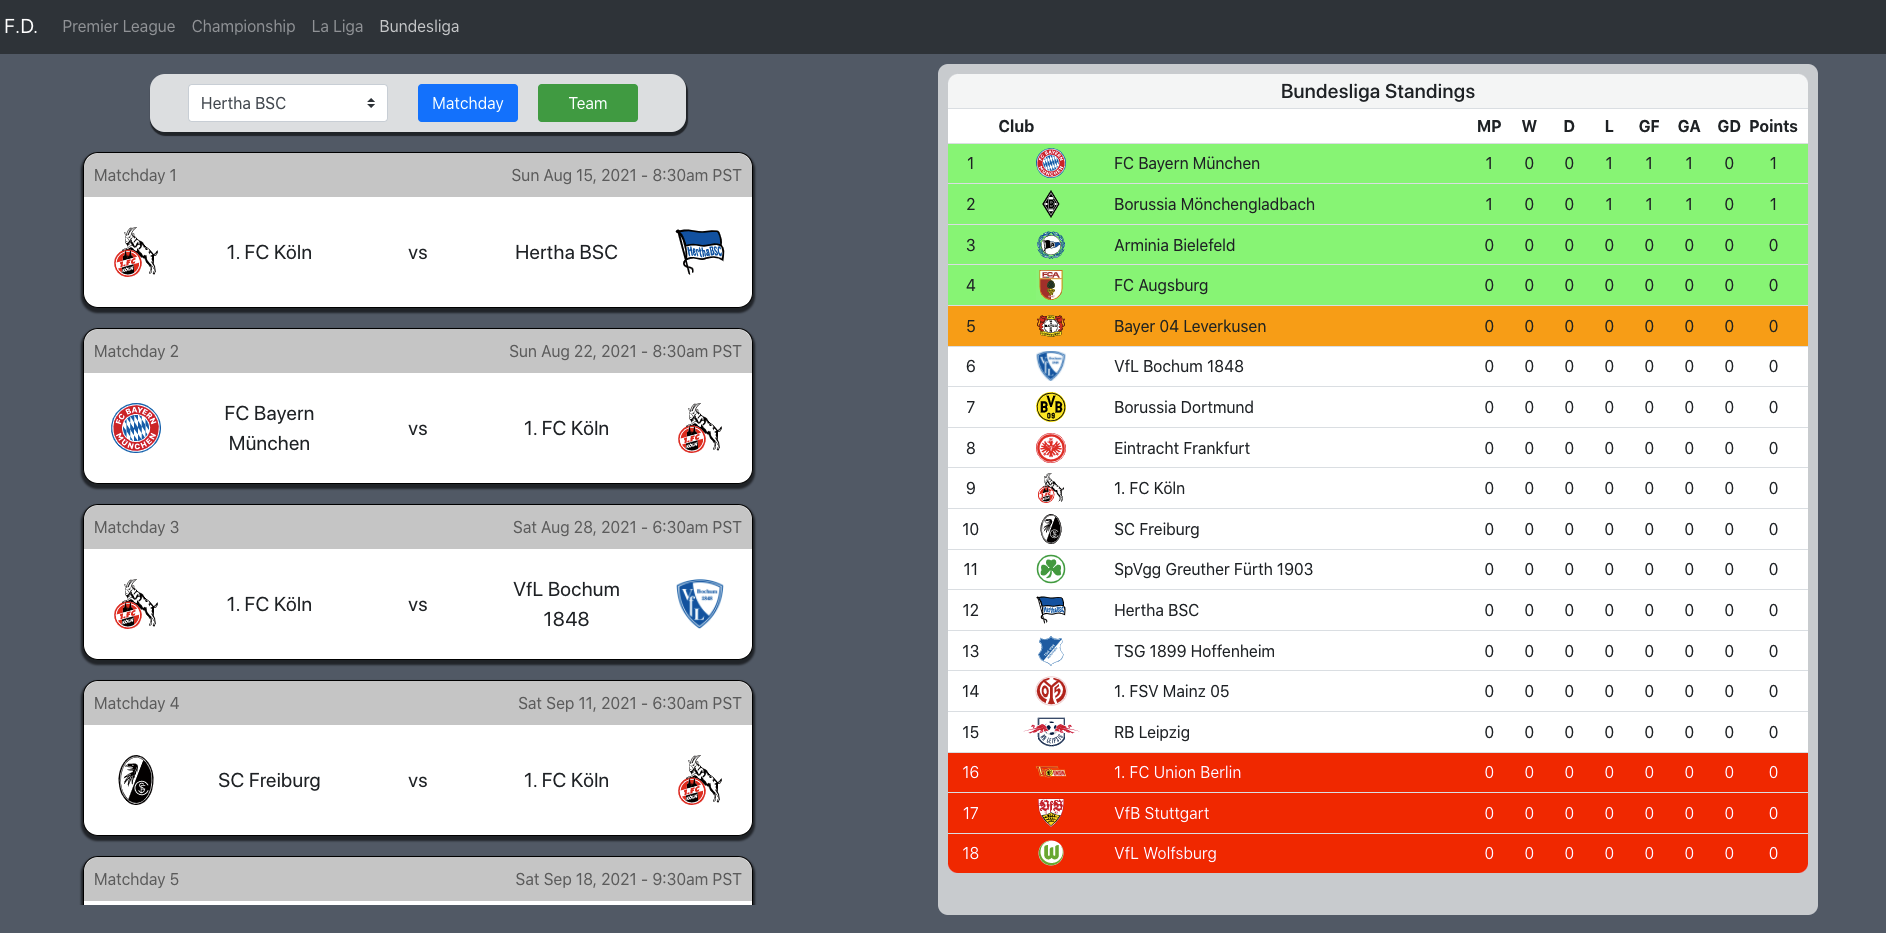 F.D. Premier League Championship La Liga Bundesliga
Hertha BSC Matchday Team
Matchday 1 Sun Aug 15, 2021 - 8:30am PST
1. FC Köln vs Hertha BSC
Matchday 2 Sun Aug 22, 2021 - 8:30am PST
FC Bayern
München vs 1. FC Köln
Matchday 3 Sat Aug 28, 2021 - 6:30am PST
1. FC Köln vs VfL Bochum
1848
Matchday 4 Sat Sep 11, 2021 - 6:30am PST
SC Freiburg vs 1. FC Köln
Matchday 5 Sat Sep 18, 2021 - 9:30am PST
Bundesliga Standings
Club MP W D L GF GA GD Points
1 FC Bayern München 1 0 0 1 1 1 0 1
2 Borussia Mönchengladbach 1 0 0 1 1 1 0 1
3 Arminia Bielefeld 0 0 0 0 0 0 0 0
4 FC Augsburg 0 0 0 0 0 0 0 0
5 Bayer 04 Leverkusen 0 0 0 0 0 0 0 0
6 VfL Bochum 1848 0 0 0 0 0 0 0 0
7 Borussia Dortmund 0 0 0 0 0 0 0 0
8 Eintracht Frankfurt 0 0 0 0 0 0 0 0
9 1. FC Köln 0 0 0 0 0 0 0 0
10 SC Freiburg 0 0 0 0 0 0 0 0
11 SpVgg Greuther Fürth 1903 0 0 0 0 0 0 0 0
12 Hertha BSC 0 0 0 0 0 0 0 0
13 TSG 1899 Hoffenheim 0 0 0 0 0 0 0 0
14 1. FSV Mainz 05 0 0 0 0 0 0 0 0
15 RB Leipzig 0 0 0 0 0 0 0 0
16 1. FC Union Berlin 0 0 0 0 0 0 0 0
17 VfB Stuttgart 0 0 0 0 0 0 0 0
18 VfL Wolfsburg 0 0 0 0 0 0 0 0